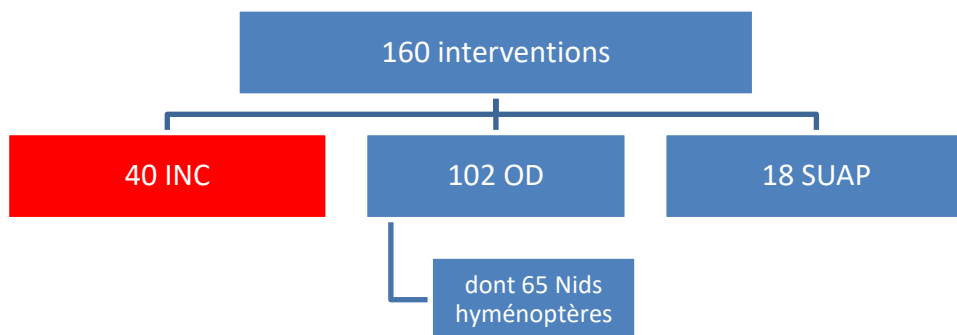 160 interventions
40 INC
102 OD
18 SUAP
dont 65 Nids
hyménoptères